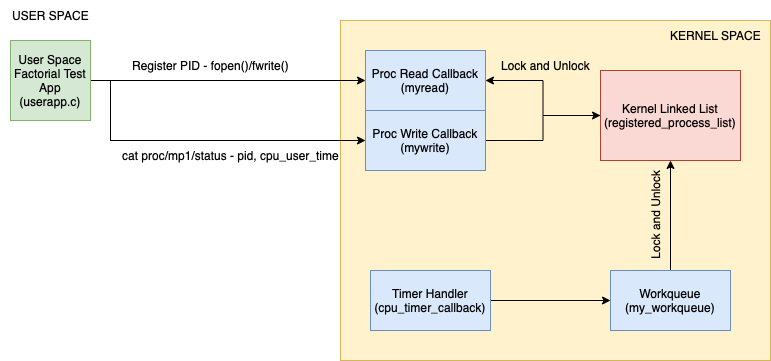 USER SPACE
KERNEL SPACE
User Space
Factorial Test
App
(userapp.c)
Register PID - fopen()/fwrite()
Proc Read Callback
(myread)
Lock and Unlock
Kernel Linked List
(registered_process_list)
Proc Write Callback
(mywrite)
cat proc/mp1/status - pid, cpu_user_time
Lock and Unlock
Timer Handler
(cpu_timer_callback)
Workqueue
(my_workqueue)